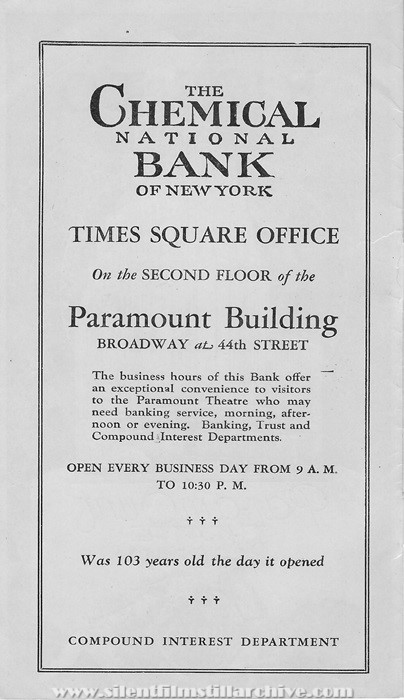 THE
CHEMICAL
NATIONAL
BANK
OF NEW YORK
TIMES SQUARE OFFICE
On the SECOND FLOOR of the
Paramount Building
BROADWAY at 44th STREET
The business hours of this Bank offer
an exceptional convenience to visitors
to the Paramount Theatre who may
need banking service, morning, after-
noon or evening. Banking, Trust and
Compound Interest Departments.
OPEN EVERY BUSINESS DAY FROM 9 A. M.
TO 10:30 P. M.
† † †
Was 103 years old the day it opened
† † †
COMPOUND INTEREST DEPARTMENT
www.silentfilmstillarchive.com